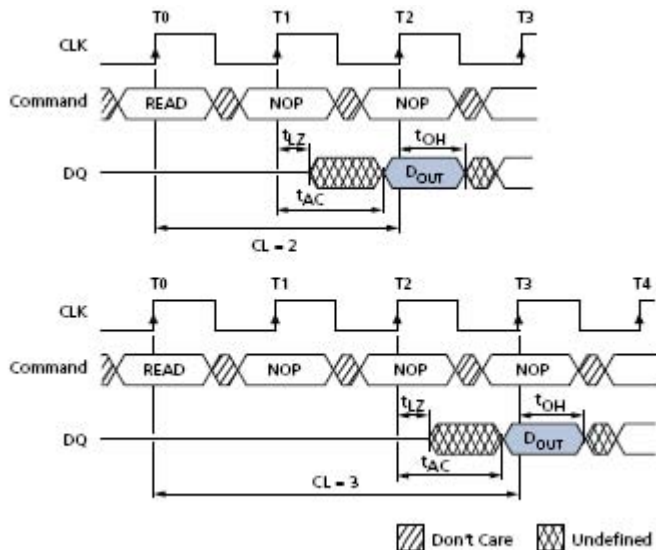 T0 T1 T2 T3
CLK
Command READ NOP NOP
tLZ tOH
DQ DOUT
tAC
CL = 2
T0 T1 T2 T3 T4
CLK
Command READ NOP NOP NOP
tLZ tOH
DQ DOUT
tAC
CL = 3
Don't Care Undefined